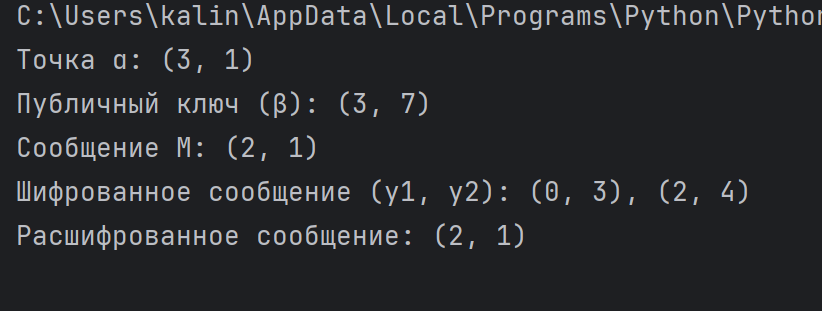 C:\Users\kalin\AppData\Local\Programs\Python\Python
Точка α: (3, 1)
Публичный ключ (β): (3, 7)
Сообщение M: (2, 1)
Шифрованное сообщение (y1, y2): (0, 3), (2, 4)
Расшифрованное сообщение: (2, 1)